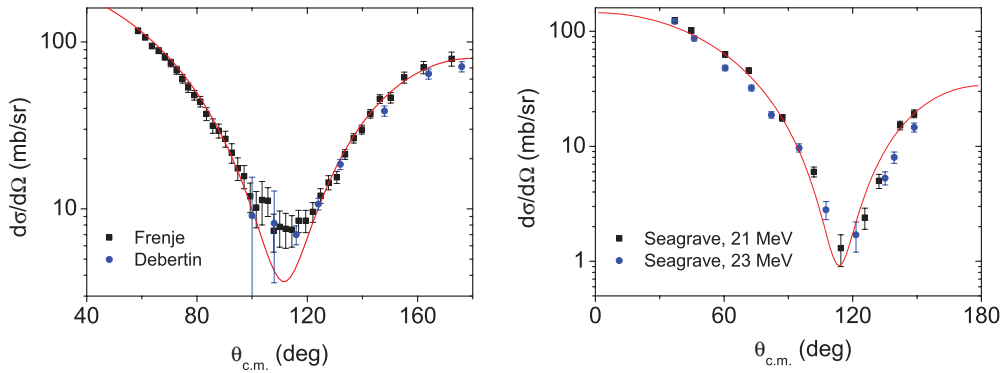 100
10
dσ/dΩ (mb/sr)
Frenje
Debertin
40 80 120 160
θc.m. (deg)
100
10
1
dσ/dΩ (mb/sr)
Seagrave, 21 MeV
Seagrave, 23 MeV
0 60 120 180
θc.m. (deg)